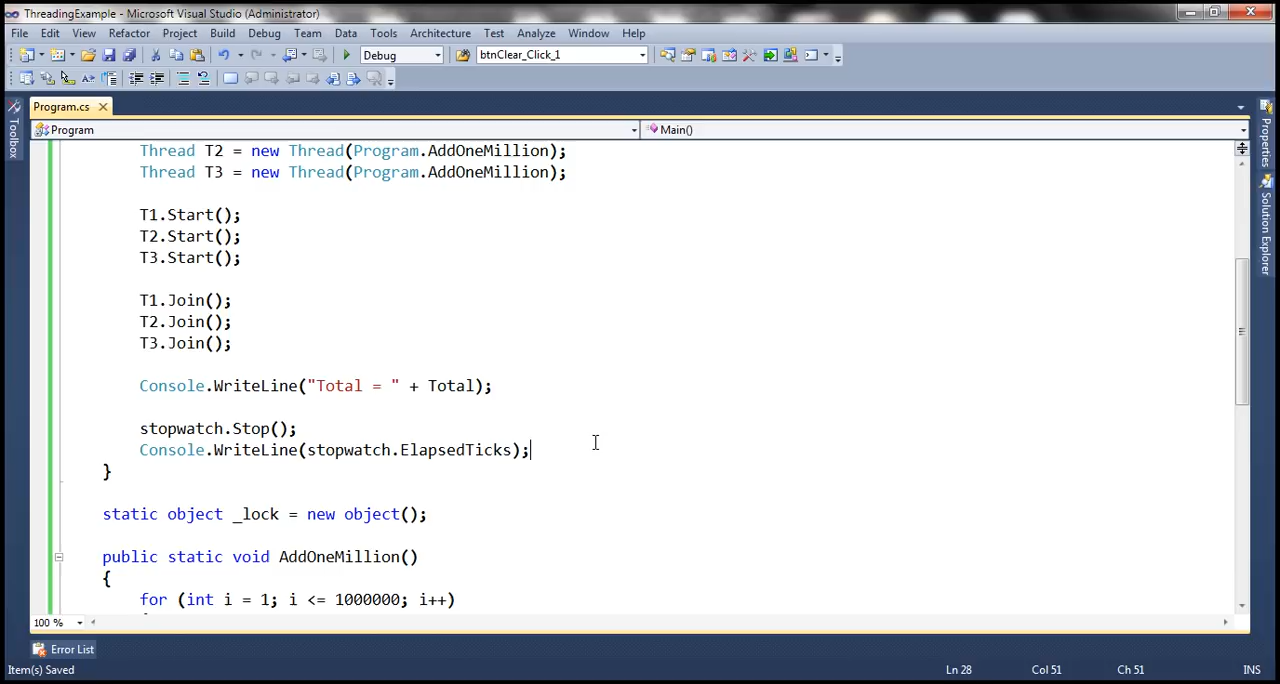 ThreadingExample - Microsoft Visual Studio (Administrator)
File Edit View Refactor Project Build Debug Team Data Tools Architecture Test Analyze Window Help
Debug btnClear_Click_1
Program.cs
Program Main()
Toolbox
Properties
Solution Explorer
Thread T2 = new Thread(Program.AddOneMillion);
Thread T3 = new Thread(Program.AddOneMillion);
T1.Start();
T2.Start();
T3.Start();
T1.Join();
T2.Join();
T3.Join();
Console.WriteLine("Total = " + Total);
stopwatch.Stop();
Console.WriteLine(stopwatch.ElapsedTicks);
}
static object _lock = new object();
public static void AddOneMillion()
{
for (int i = 1; i <= 1000000; i++)
100 %
Error List
Item(s) Saved Ln 28 Col 51 Ch 51 INS